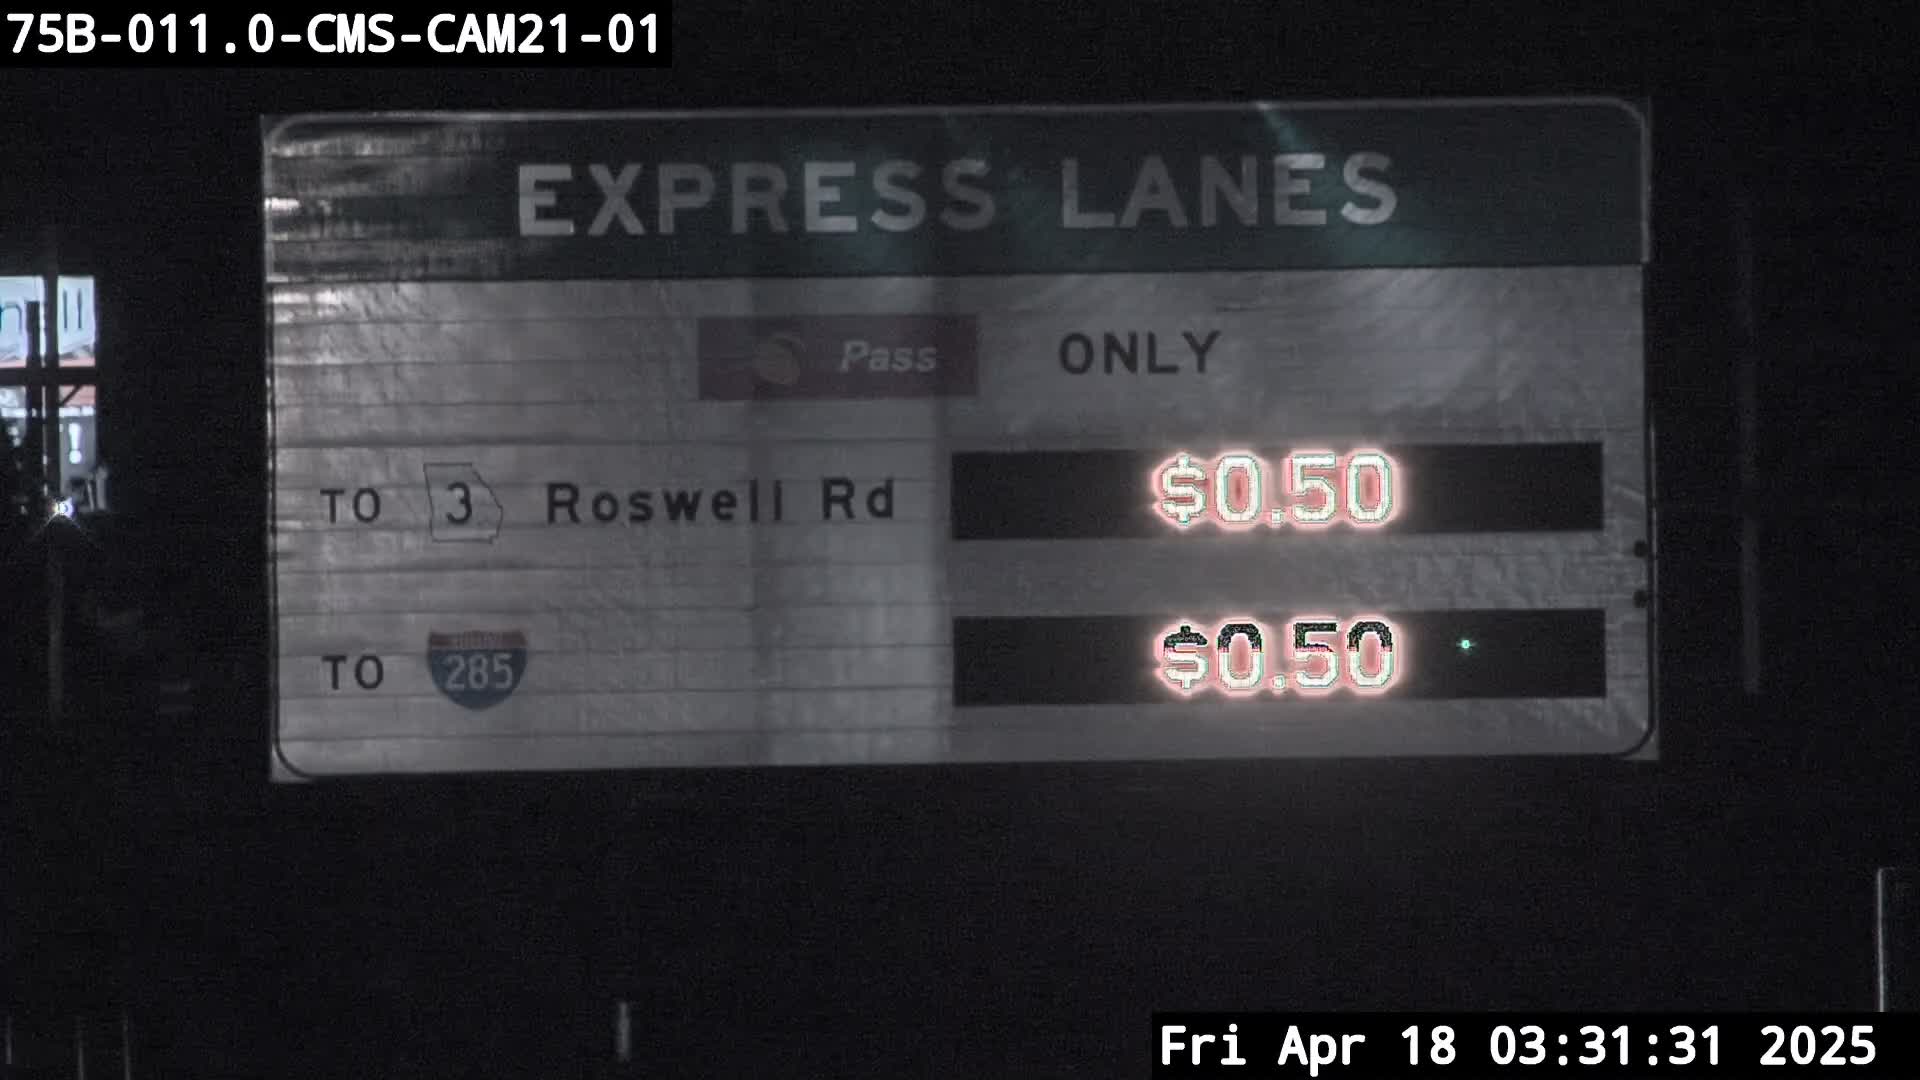 75B-011.0-CMS-CAM21-01
EXPRESS LANES
Pass ONLY
TO 3 Roswell Rd $0.50
TO 285 $0.50
Fri Apr 18 03:31:31 2025